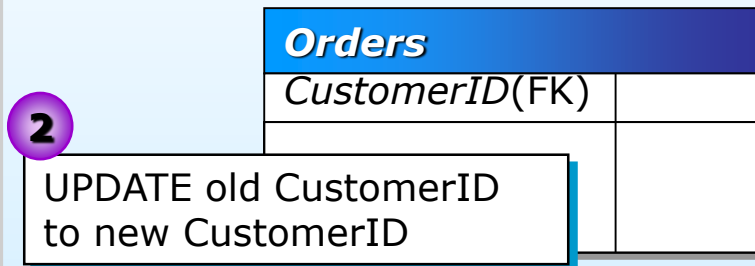 Orders
CustomerID(FK)
2
UPDATE old CustomerID
to new CustomerID